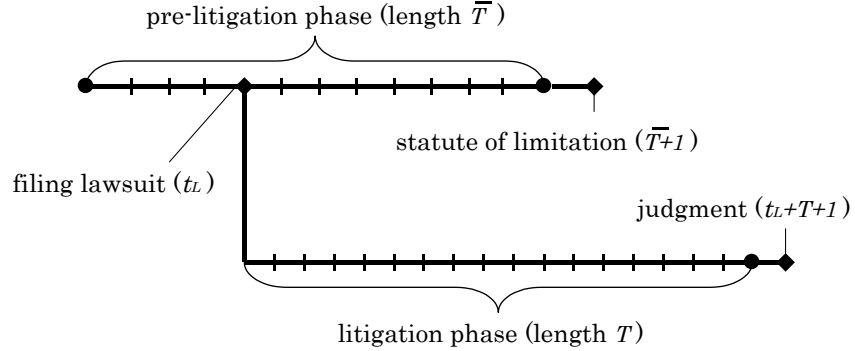 pre-litigation phase (length T̅)
statute of limitation (T̅+1)
filing lawsuit (tL)
judgment (tL+T+1)
litigation phase (length T)